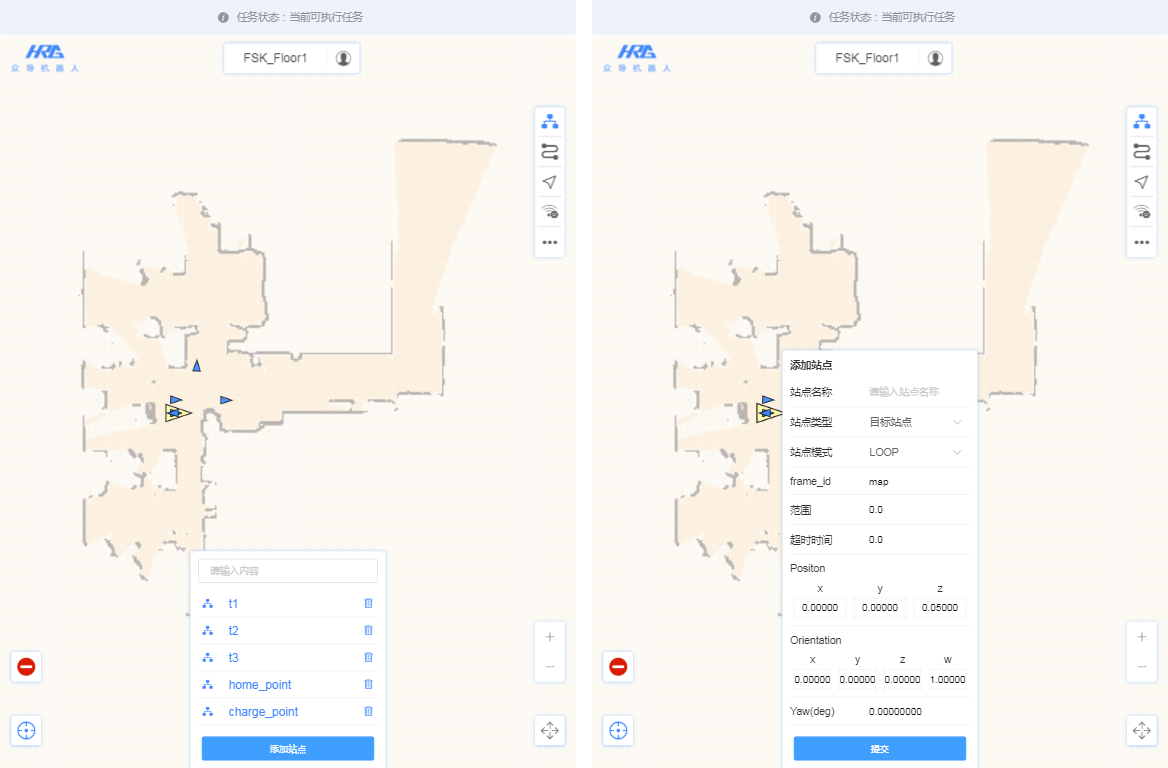 任务状态：当前可执行任务
HRG
众导机器人
FSK_Floor1
请输入内容
t1
t2
t3
home_point
charge_point
添加站点
任务状态：当前可执行任务
HRG
众导机器人
FSK_Floor1
添加站点
站点名称 请输入站点名称
站点类型 目标站点
站点模式 LOOP
frame_id map
范围 0.0
超时时间 0.0
Positon
x y z
0.00000 0.00000 0.05000
Orientation
x y z w
0.00000 0.00000 0.00000 1.00000
Yaw(deg) 0.00000000
提交